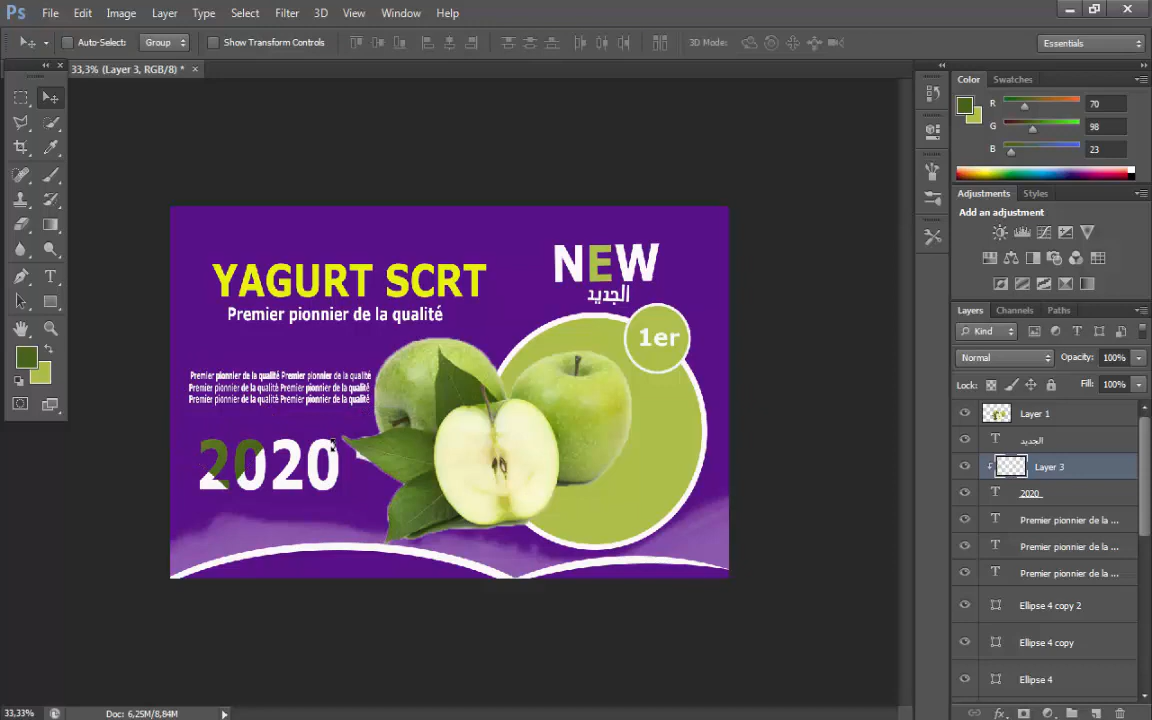 Ps File Edit Image Layer Type Select Filter 3D View Window Help
Auto-Select: Group Show Transform Controls 3D Mode: Essentials
33,3% (Layer 3, RGB/8) *
Color Swatches
R 70
G 98
B 23
Adjustments Styles
Add an adjustment
Layers Channels Paths
Kind
Normal Opacity: 100%
Lock: Fill: 100%
Layer 1
الجديد
Layer 3
2020
Premier pionnier de la ...
Premier pionnier de la ...
Premier pionnier de la ...
Ellipse 4 copy 2
Ellipse 4 copy
Ellipse 4
NEW
الجديد
YAGURT SCRT
Premier pionnier de la qualité
1er
Premier pionnier de la qualité Premier pionnier de la qualité
Premier pionnier de la qualité Premier pionnier de la qualité
Premier pionnier de la qualité Premier pionnier de la qualité
2020
33,33% Doc: 6,25M/8,84M